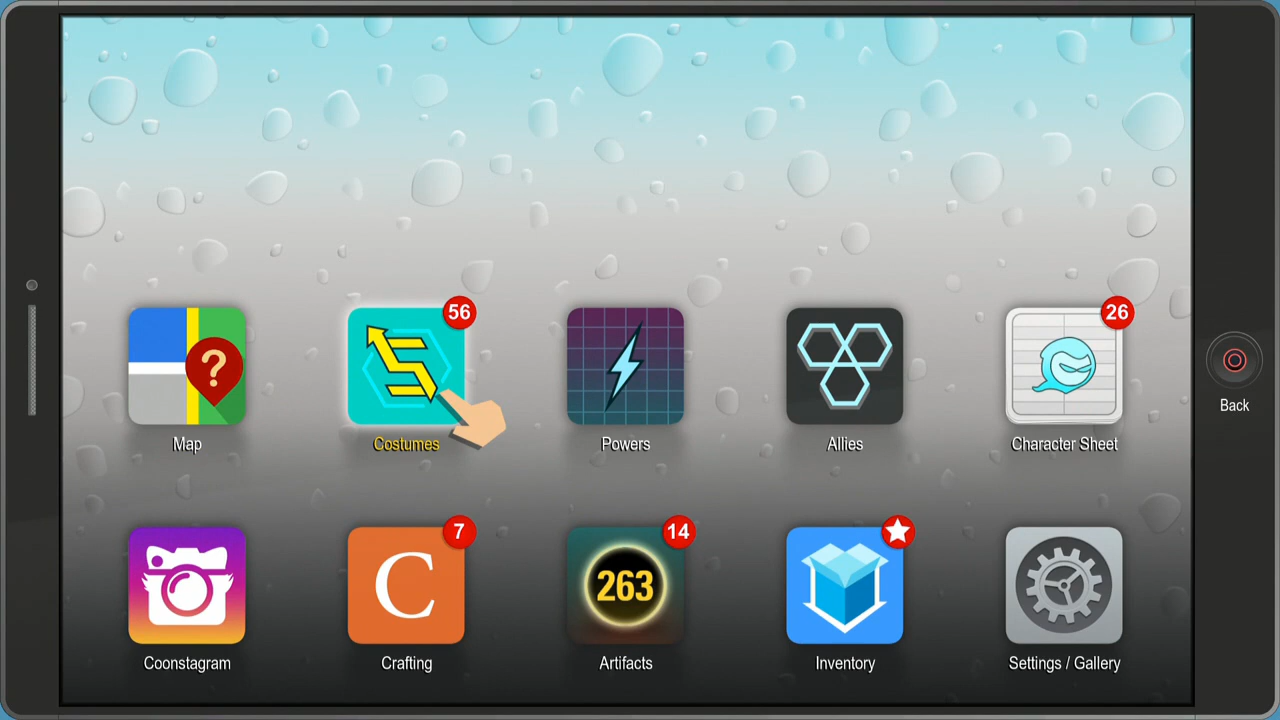 56
26
?
Map
Costumes
Powers
Allies
Character Sheet
Back
7
14
C
263
Coonstagram
Crafting
Artifacts
Inventory
Settings / Gallery